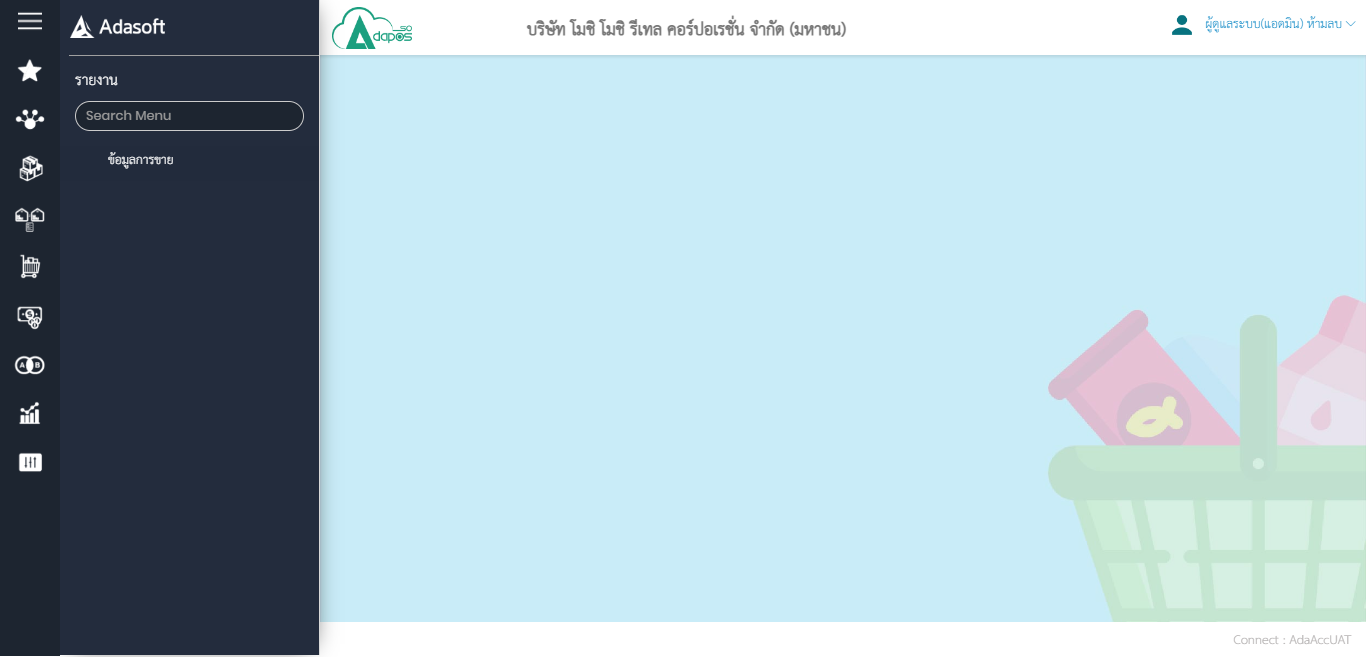 Adasoft
รายงาน
Search Menu
ข้อมูลการขาย
Adapos 5.0
บริษัท โมชิ โมชิ รีเทล คอร์ปอเรชั่น จำกัด (มหาชน)
ผู้ดูแลระบบ(แอดมิน) ห้ามลบ
A B
Connect : AdaAccUAT